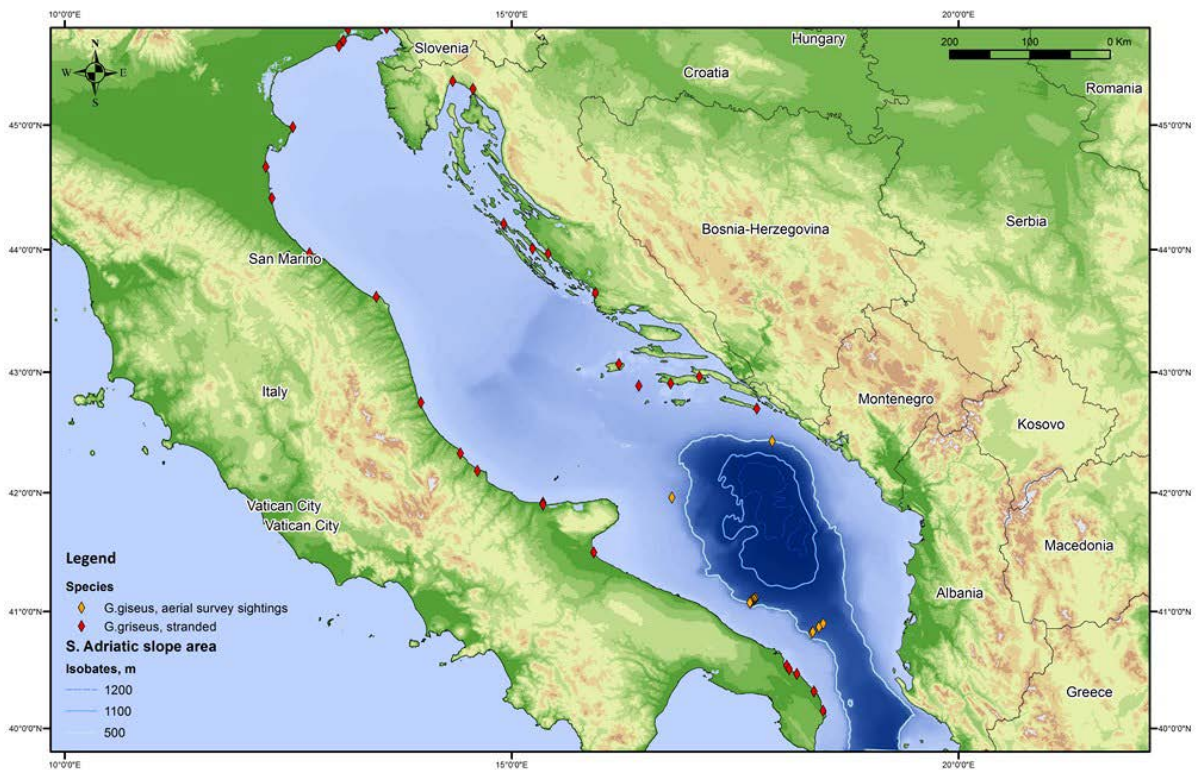 10°0'0"E 15°0'0"E 20°0'0"E
N
W E
S
Slovenia
Hungary
Croatia
200 100 0 Km
Romania
45°0'0"N 45°0'0"N
Bosnia-Herzegovina
Serbia
44°0'0"N 44°0'0"N
San Marino
43°0'0"N 43°0'0"N
Italy
Montenegro
Kosovo
42°0'0"N 42°0'0"N
Vatican City
Vatican City
Macedonia
Legend
Species
G.giseus, aerial survey sightings
G.griseus, stranded
S. Adriatic slope area
Isobates, m
1200
1100
500
41°0'0"N 41°0'0"N
Albania
Greece
40°0'0"N 40°0'0"N
10°0'0"E 15°0'0"E 20°0'0"E